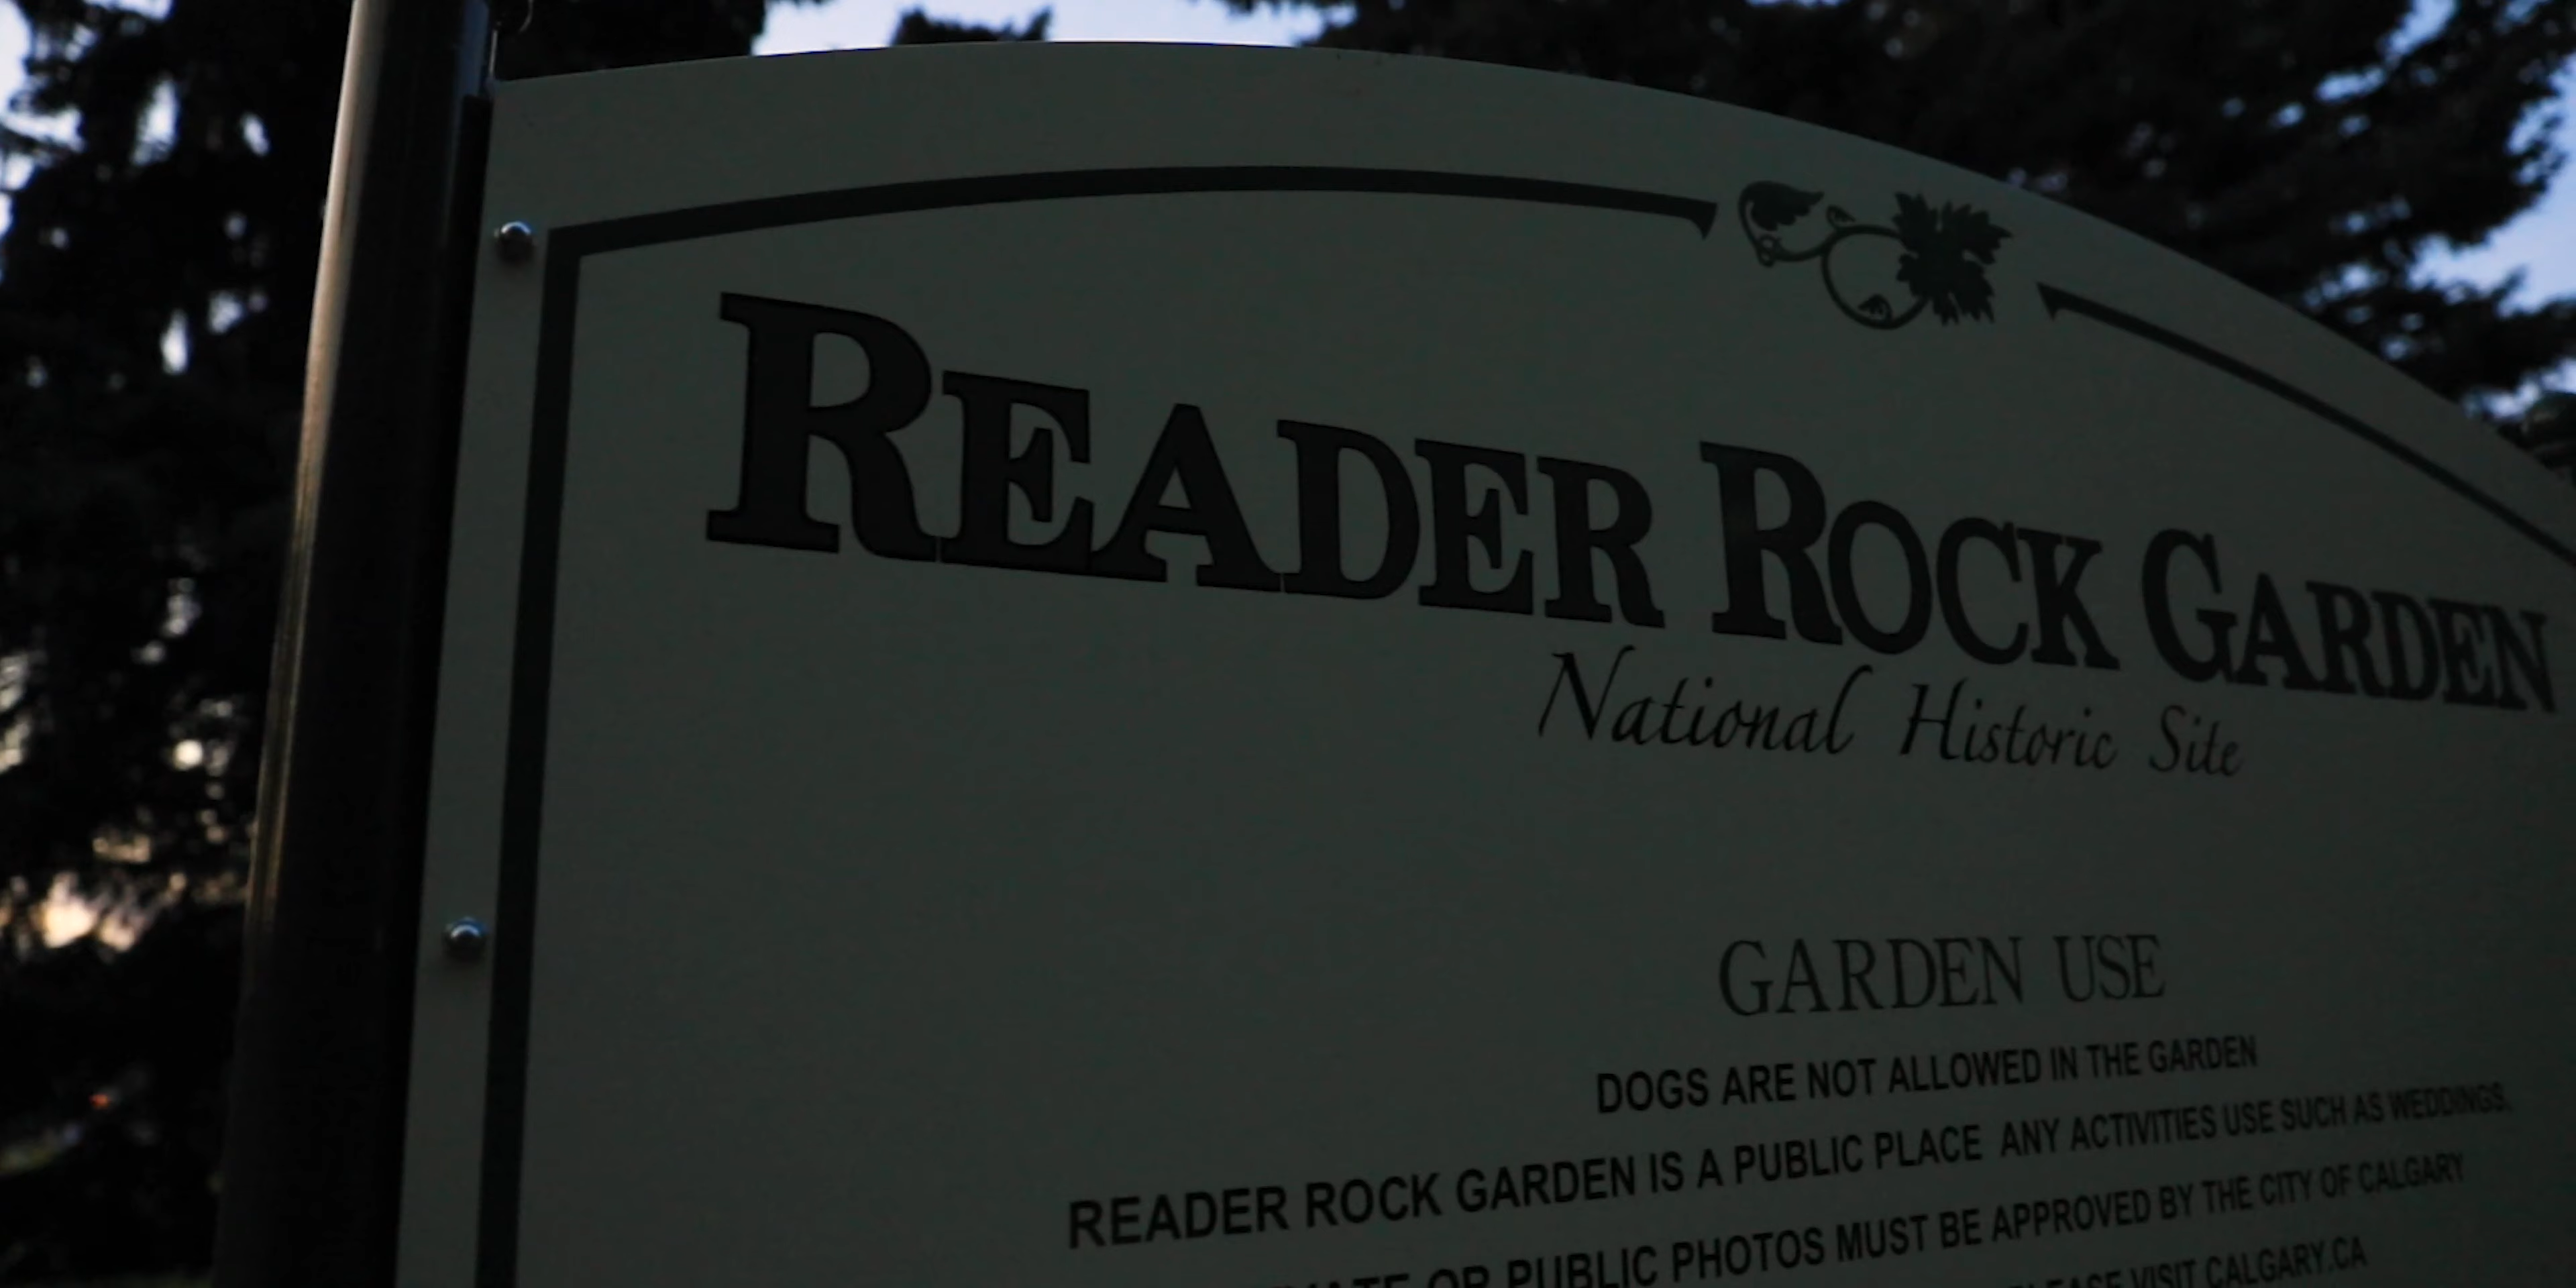 READER ROCK GARDEN
National Historic Site
GARDEN USE
DOGS ARE NOT ALLOWED IN THE GARDEN
READER ROCK GARDEN IS A PUBLIC PLACE ANY ACTIVITIES USE SUCH AS WEDDINGS,
OR PUBLIC PHOTOS MUST BE APPROVED BY THE CITY OF CALGARY
VISIT CALGARY.CA